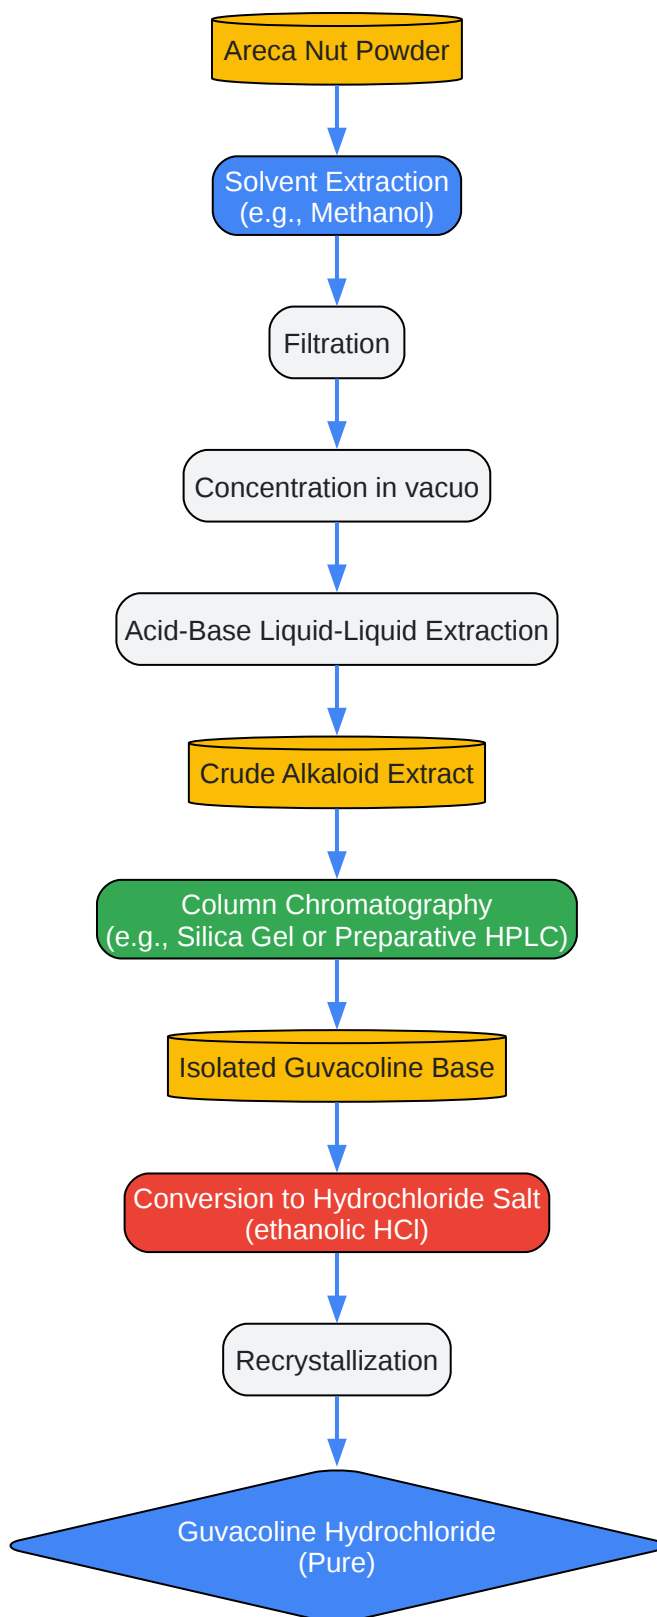 Areca Nut Powder
Solvent Extraction
(e.g., Methanol)
Filtration
Concentration in vacuo
Acid-Base Liquid-Liquid Extraction
Crude Alkaloid Extract
Column Chromatography
(e.g., Silica Gel or Preparative HPLC)
Isolated Guvacoline Base
Conversion to Hydrochloride Salt
(ethanolic HCl)
Recrystallization
Guvacoline Hydrochloride
(Pure)